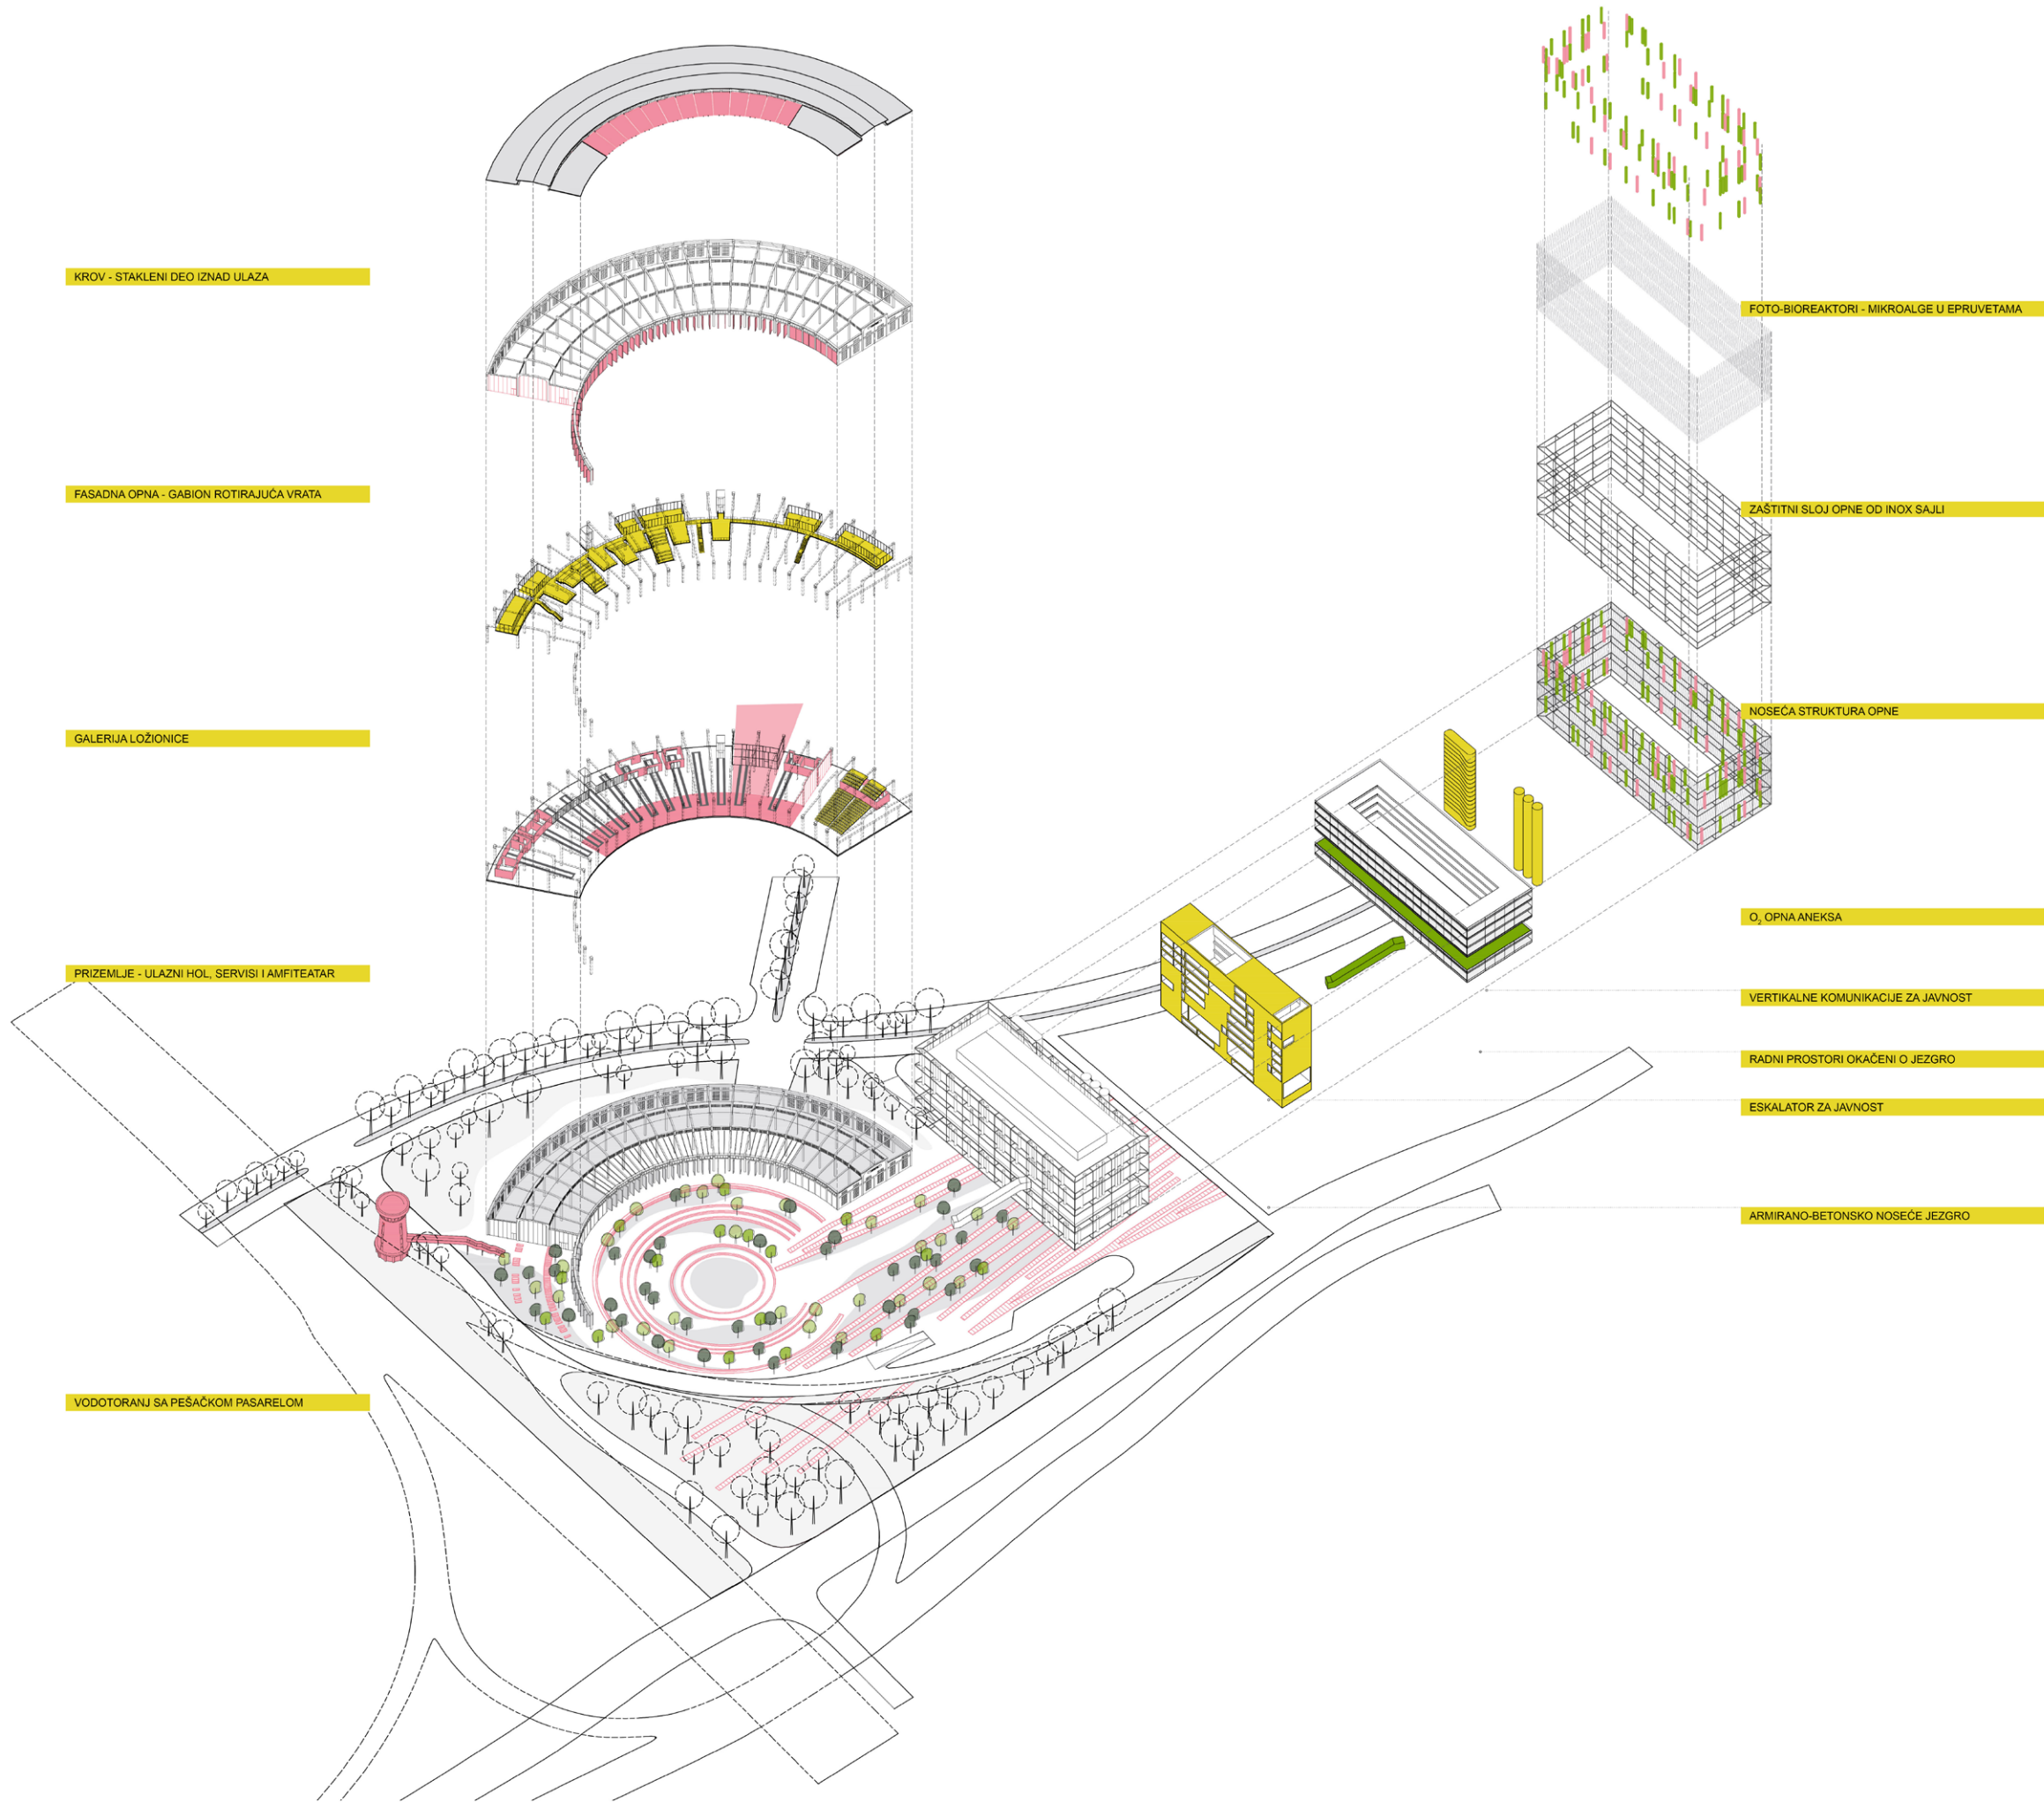 KROV - STAKLENI DEO IZNAD ULAZA
FASADNA OPNA - GABION ROTIRAJUĆA VRATA
GALERIJA LOŽIONICE
PRIZEMLJE - ULAZNI HOL, SERVISI I AMFITEATAR
VODOTORANJ SA PEŠAČKOM PASARELOM
FOTO-BIOREAKTORI - MIKROALGE U EPRUVETAMA
ZAŠTITNI SLOJ OPNE OD INOX SAJLI
NOSEĆA STRUKTURA OPNE
O₂ OPNA ANEKSA
VERTIKALNE KOMUNIKACIJE ZA JAVNOST
RADNI PROSTORI OKAČENI O JEZGRO
ESKALATOR ZA JAVNOST
ARMIRANO-BETONSKO NOSEĆE JEZGRO